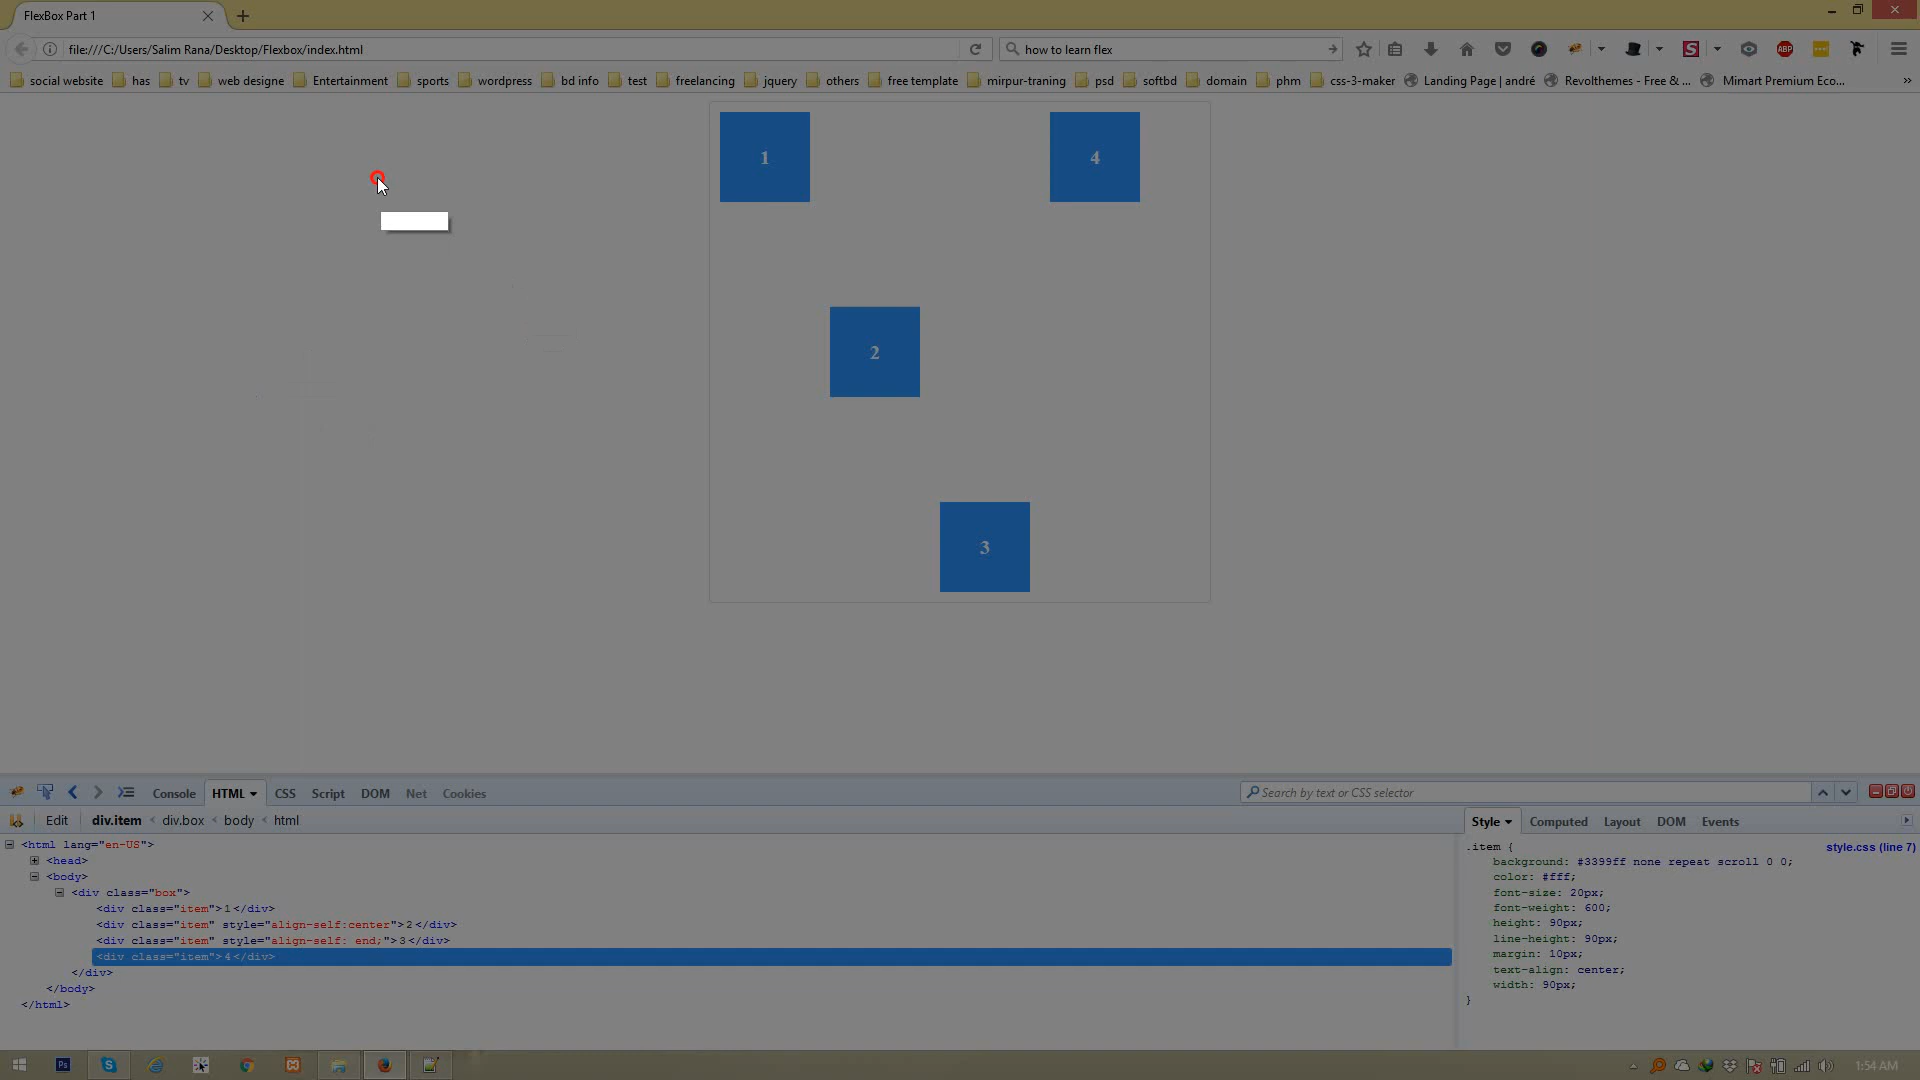 FlexBox Part 1
file:///C:/Users/Salim Rana/Desktop/Flexbox/index.html
how to learn flex
S
ABP
social website has tv web designe Entertainment sports wordpress bd info test freelancing jquery others free template mirpur-traning psd softbd domain phm css-3-maker Landing Page | andré Revolthemes - Free & ... Mimart Premium Eco...
1
4
2
3
Console HTML CSS Script DOM Net Cookies
Search by text or CSS selector
Edit div.item < div.box < body < html
Style Computed Layout DOM Events
<html lang="en-US">
<head>
<body>
<div class="box">
<div class="item">1</div>
<div class="item" style="align-self:center">2</div>
<div class="item" style="align-self: end;">3</div>
<div class="item">4</div>
</div>
</body>
</html>
.item {
style.css (line 7)
background: #3399ff none repeat scroll 0 0;
color: #fff;
font-size: 20px;
font-weight: 600;
height: 90px;
line-height: 90px;
margin: 10px;
text-align: center;
width: 90px;
}
Ps
1:54 AM